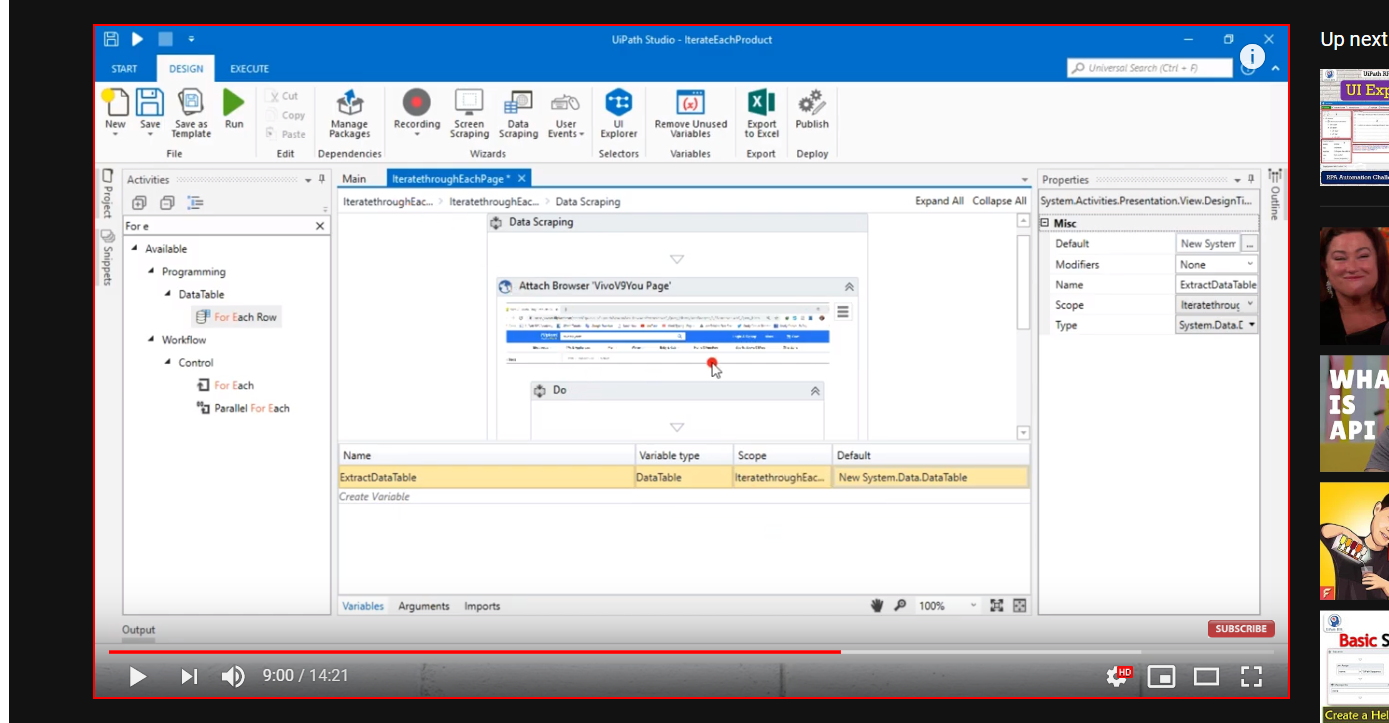 UiPath Studio - IterateEachProduct
Up next
START DESIGN EXECUTE
Universal Search (Ctrl + F)
New Save Save as Template Run
Cut
Copy
Paste
Manage Packages
Recording
Screen Scraping
Data Scraping
User Events
UI Explorer
Remove Unused Variables
Export to Excel
Publish
File Edit Dependencies Wizards Selectors Variables Export Deploy
Project
Snippets
Activities
For e
Available
Programming
DataTable
For Each Row
Workflow
Control
For Each
Parallel For Each
Main IteratethroughEachPage *
IteratethroughEac... > IteratethroughEac... > Data Scraping
Expand All Collapse All
Data Scraping
Attach Browser 'VivoV9You Page'
Do
Name Variable type Scope Default
ExtractDataTable DataTable IteratethroughEac... New System.Data.DataTable
Create Variable
Variables Arguments Imports
100%
Properties
System.Activities.Presentation.View.DesignTi...
Misc
Default New System ...
Modifiers None
Name ExtractDataTable
Scope Iteratethroug
Type System.Data.D
Outline
Output
SUBSCRIBE
9:00 / 14:21
HD
UiPath RP
UI Exp
RPA Automation Challe
WHA
IS
API
Basic S
Create a Hel